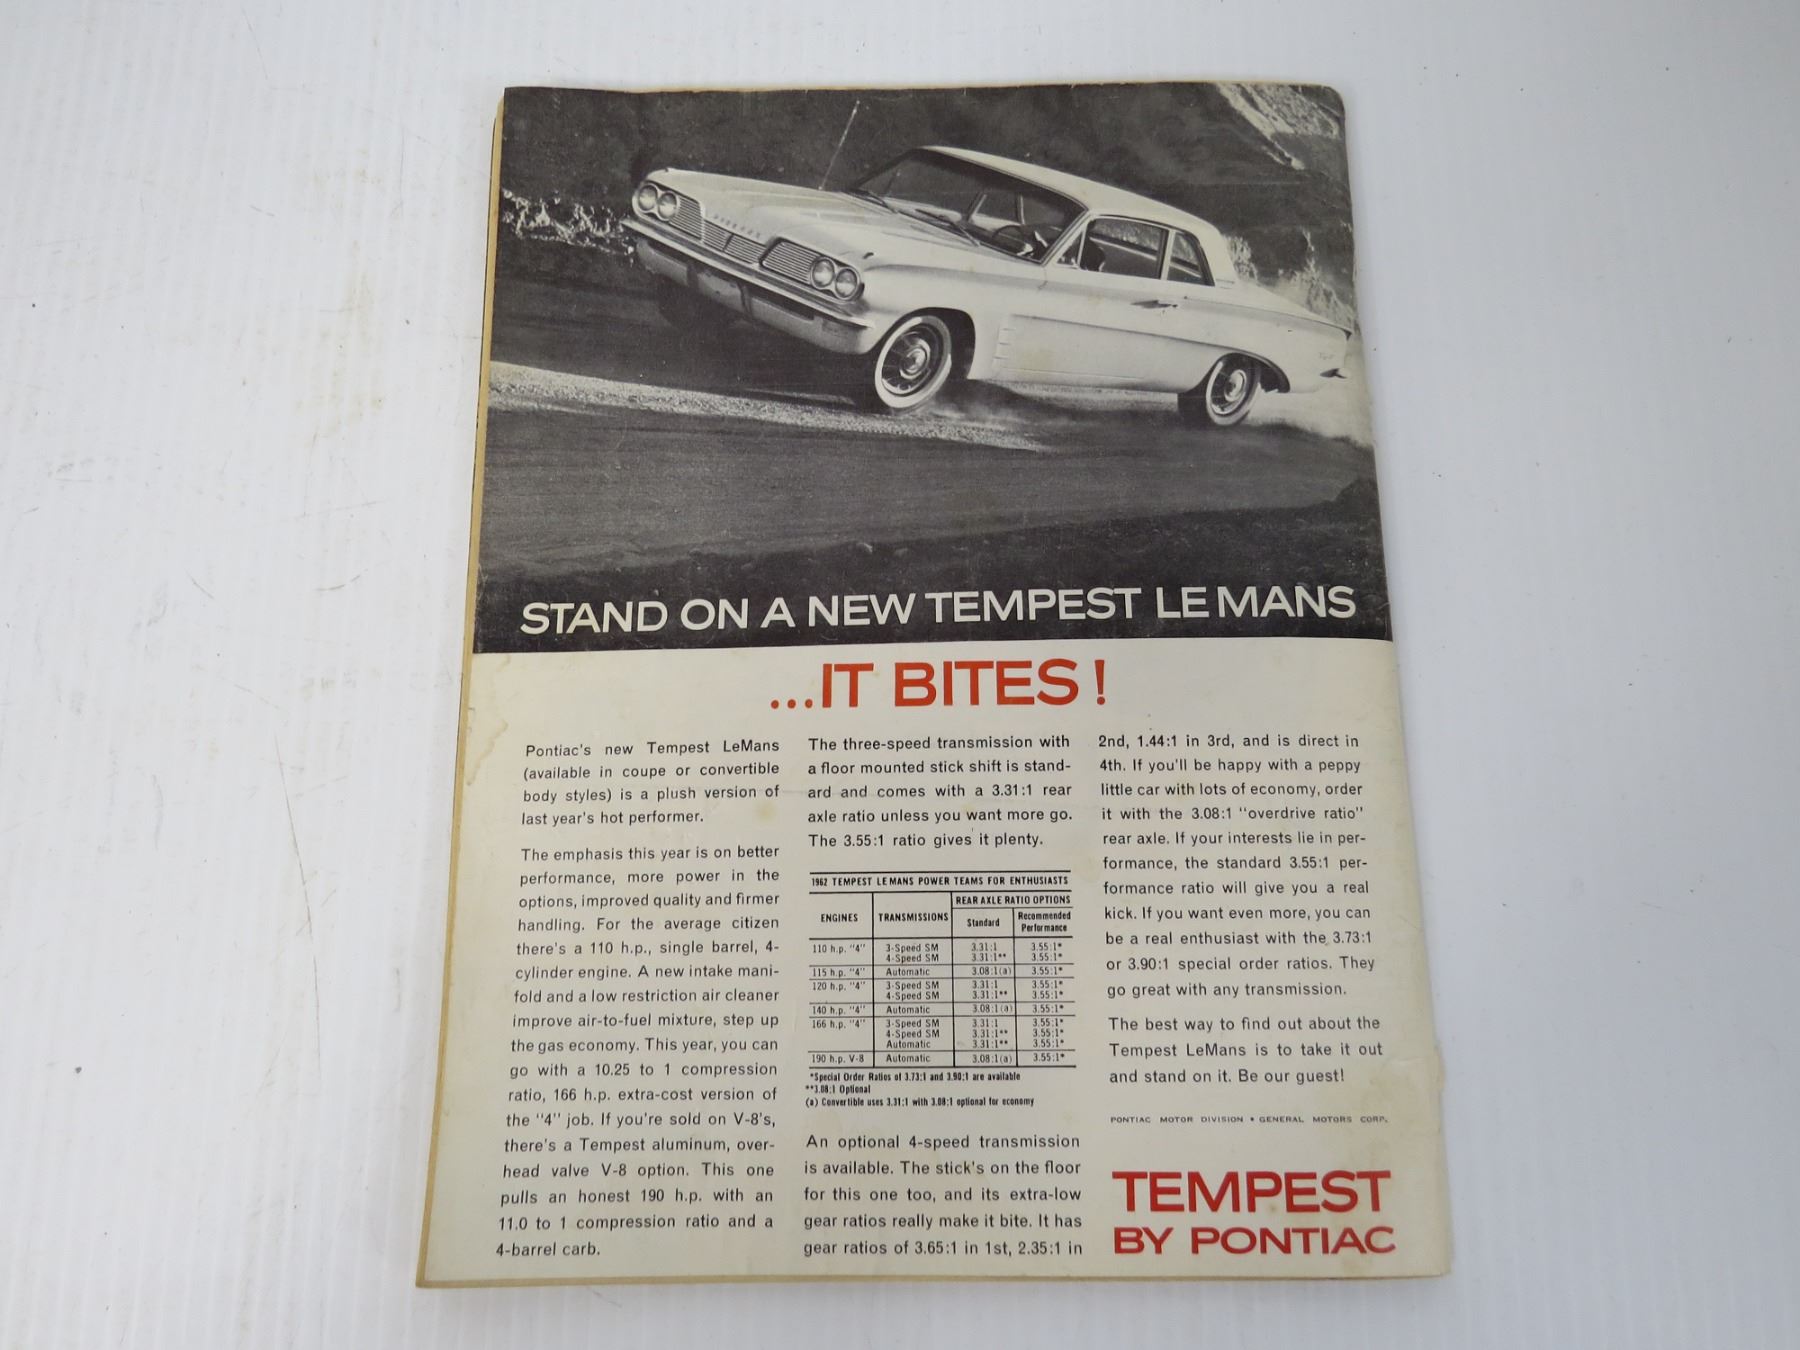 STAND ON A NEW TEMPEST LE MANS
...IT BITES!
Pontiac's new Tempest LeMans
(available in coupe or convertible
body styles) is a plush version of
last year's hot performer.
The emphasis this year is on better
performance, more power in the
options, improved quality and firmer
handling. For the average citizen
there's a 110 h.p., single barrel, 4-
cylinder engine. A new intake mani-
fold and a low restriction air cleaner
improve air-to-fuel mixture, step up
the gas economy. This year, you can
go with a 10.25 to 1 compression
ratio, 166 h.p. extra-cost version of
the "4" job. If you're sold on V-8's,
there's a Tempest aluminum, over-
head valve V-8 option. This one
pulls an honest 190 h.p. with an
11.0 to 1 compression ratio and a
4-barrel carb.
The three-speed transmission with
a floor mounted stick shift is stand-
ard and comes with a 3.31:1 rear
axle ratio unless you want more go.
The 3.55:1 ratio gives it plenty.
1962 TEMPEST LE MANS POWER TEAMS FOR ENTHUSIASTS
ENGINES TRANSMISSIONS REAR AXLE RATIO OPTIONS
Standard Recommended Performance
110 h.p. "4" 3-Speed SM 3.31:1 3.55:1*
4-Speed SM 3.31:1** 3.55:1*
115 h.p. "4" Automatic 3.08:1(a) 3.55:1*
120 h.p. "4" 3-Speed SM 3.31:1 3.55:1*
4-Speed SM 3.31:1** 3.55:1*
140 h.p. "4" Automatic 3.08:1(a) 3.55:1*
166 h.p. "4" 3-Speed SM 3.31:1 3.55:1*
4-Speed SM 3.31:1** 3.55:1*
Automatic 3.31:1** 3.55:1*
190 h.p. V-8 Automatic 3.08:1(a) 3.55:1*
*Special Order Ratios of 3.73:1 and 3.90:1 are available
**3.08:1 Optional
(a) Convertible uses 3.31:1 with 3.08:1 optional for economy
An optional 4-speed transmission
is available. The stick's on the floor
for this one too, and its extra-low
gear ratios really make it bite. It has
gear ratios of 3.65:1 in 1st, 2.35:1 in
2nd, 1.44:1 in 3rd, and is direct in
4th. If you'll be happy with a peppy
little car with lots of economy, order
it with the 3.08:1 "overdrive ratio"
rear axle. If your interests lie in per-
formance, the standard 3.55:1 per-
formance ratio will give you a real
kick. If you want even more, you can
be a real enthusiast with the 3.73:1
or 3.90:1 special order ratios. They
go great with any transmission.
The best way to find out about the
Tempest LeMans is to take it out
and stand on it. Be our guest!
PONTIAC MOTOR DIVISION • GENERAL MOTORS CORP.
TEMPEST
BY PONTIAC